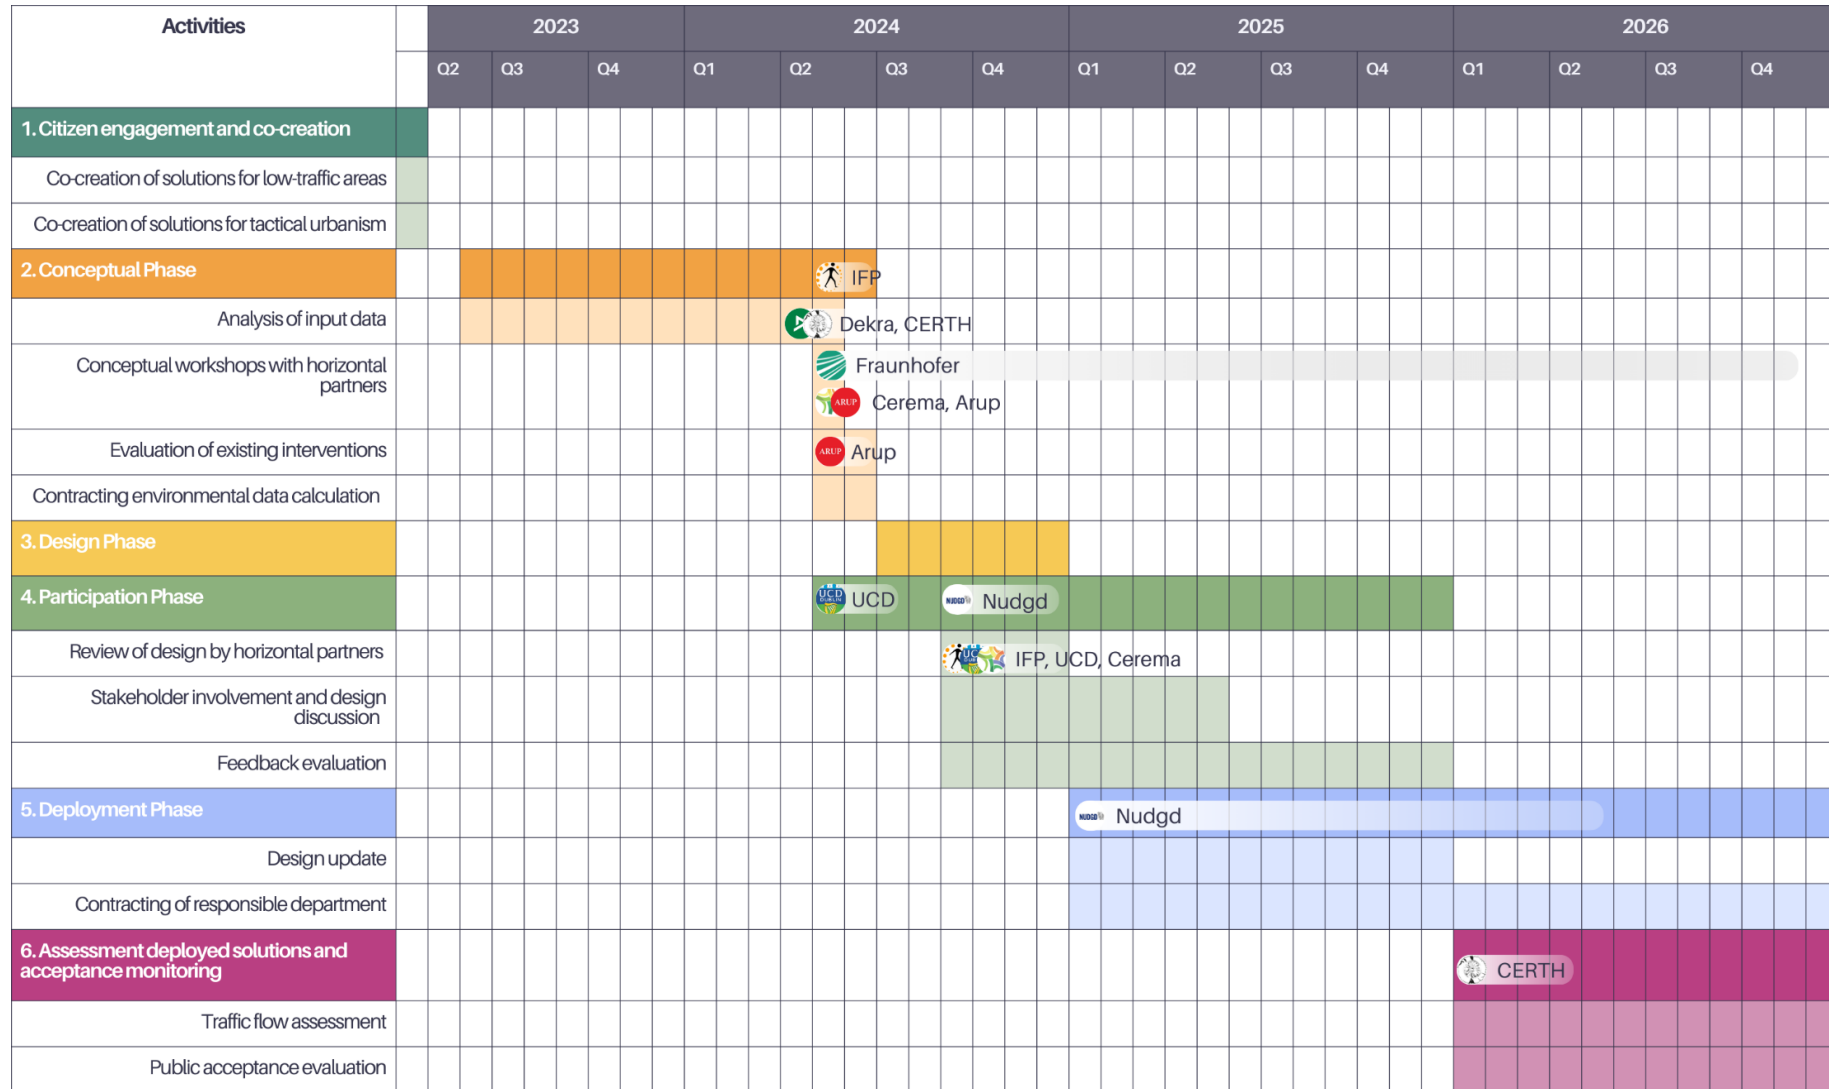 Activities
2023
2024
2025
2026
Q2 Q3 Q4 Q1 Q2 Q3 Q4 Q1 Q2 Q3 Q4 Q1 Q2 Q3 Q4
1. Citizen engagement and co-creation
Co-creation of solutions for low-traffic areas
Co-creation of solutions for tactical urbanism
2. Conceptual Phase
IFP
Analysis of input data
Dekra, CERTH
Conceptual workshops with horizontal
partners
Fraunhofer
ARUP
Cerema, Arup
Evaluation of existing interventions
ARUP
Arup
Contracting environmental data calculation
3. Design Phase
4. Participation Phase
UCD
DUBLIN
UCD
NUDGD
Nudgd
Review of design by horizontal partners
IFP, UCD, Cerema
Stakeholder involvement and design
discussion
Feedback evaluation
5. Deployment Phase
NUDGD
Nudgd
Design update
Contracting of responsible department
6. Assessment deployed solutions and
acceptance monitoring
CERTH
Traffic flow assessment
Public acceptance evaluation